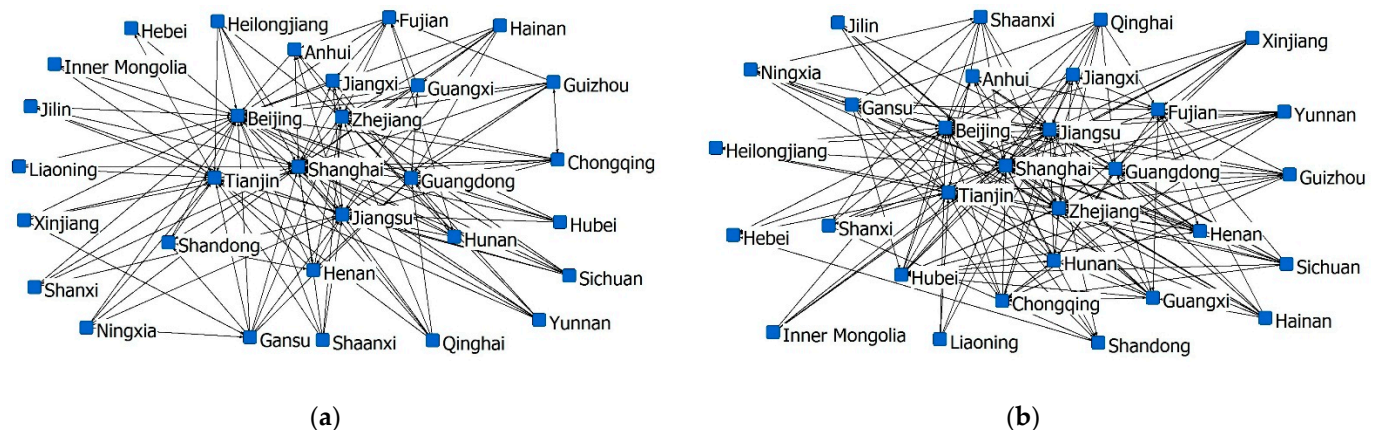 Hebei
Heilongjiang
Fujian
Hainan
Anhui
Inner Mongolia
Jiangxi
Guangxi
Guizhou
Jilin
Beijing
Zhejiang
Liaoning
Tianjin
Shanghai
Guangdong
Chongqing
Xinjiang
Jiangsu
Hubei
Shandong
Hunan
Henan
Sichuan
Shanxi
Ningxia
Gansu
Shaanxi
Qinghai
Yunnan
(a)
Jilin
Shaanxi
Qinghai
Xinjiang
Ningxia
Anhui
Jiangxi
Gansu
Beijing
Jiangsu
Fujian
Yunnan
Heilongjiang
Shanghai
Guangdong
Guizhou
Tianjin
Zhejiang
Hebei
Shanxi
Henan
Hubei
Hunan
Sichuan
Chongqing
Guangxi
Hainan
Inner Mongolia
Liaoning
Shandong
(b)